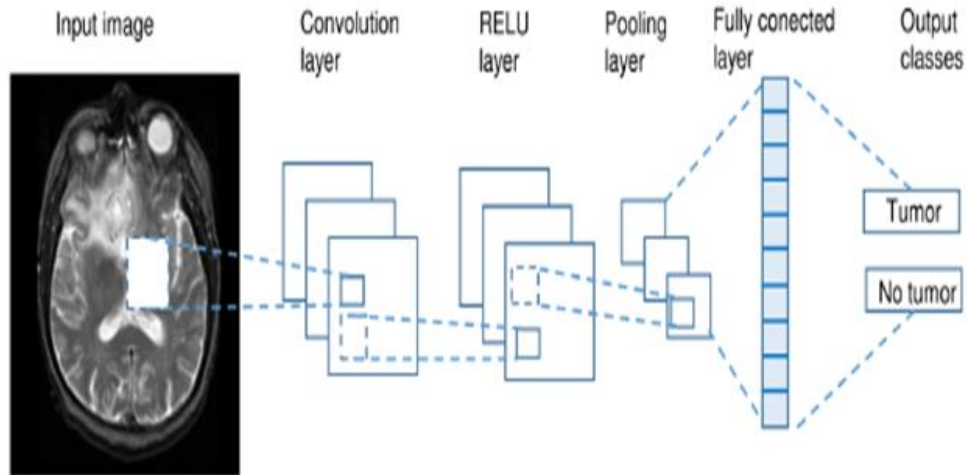 Input image
Convolution
layer
RELU
layer
Pooling
layer
Fully conected
layer
Output
classes
Tumor
No tumor